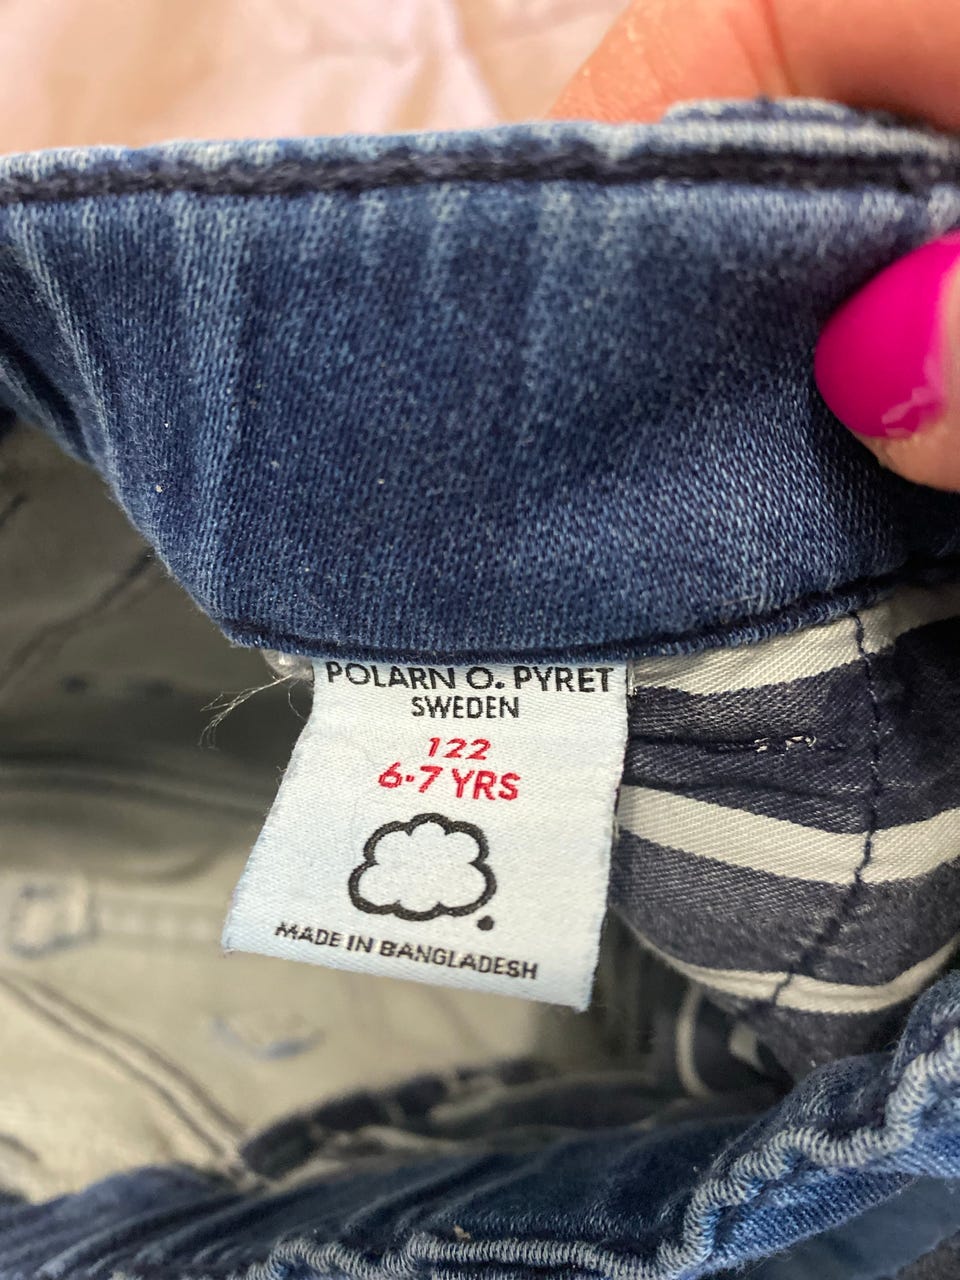 POLARN O. PYRET
SWEDEN
122
6-7 YRS
MADE IN BANGLADESH